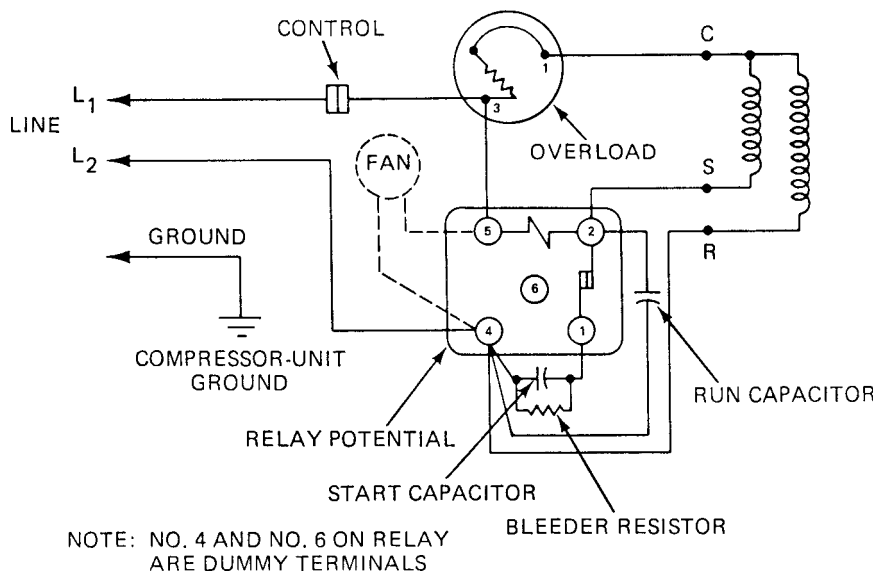 CONTROL
C
1
L1
3
LINE
OVERLOAD
L2
FAN
S
GROUND
5
2
R
6
4
1
COMPRESSOR-UNIT
GROUND
RUN CAPACITOR
RELAY POTENTIAL
START CAPACITOR
BLEEDER RESISTOR
NOTE: NO. 4 AND NO. 6 ON RELAY
ARE DUMMY TERMINALS